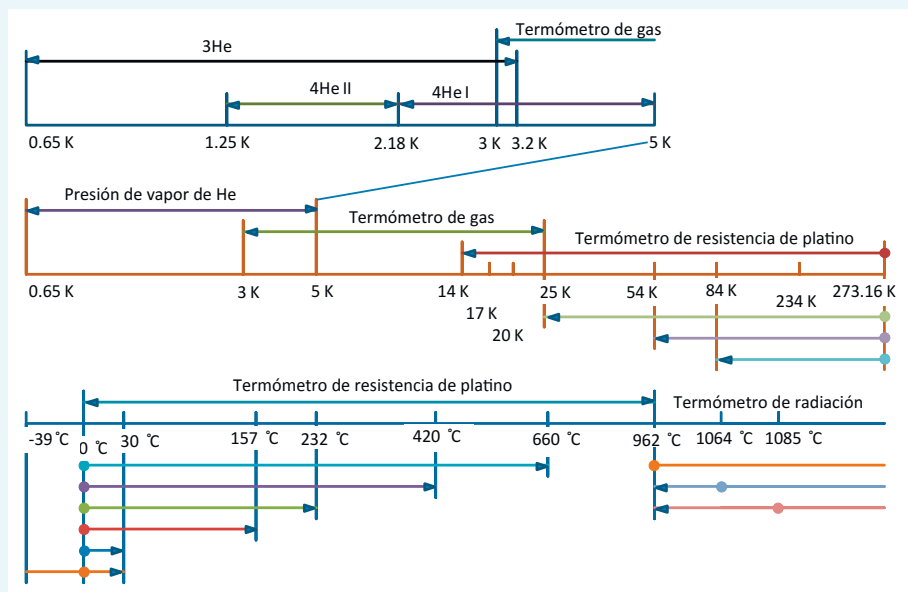 Termómetro de gas
3He
4He II
4He I
0.65 K
1.25 K
2.18 K
3 K
3.2 K
5 K
Presión de vapor de He
Termómetro de gas
Termómetro de resistencia de platino
0.65 K
3 K
5 K
14 K
17 K
20 K
25 K
54 K
84 K
234 K
273.16 K
Termómetro de resistencia de platino
Termómetro de radiación
-39 °C
0 °C
30 °C
157 °C
232 °C
420 °C
660 °C
962 °C
1064 °C
1085 °C